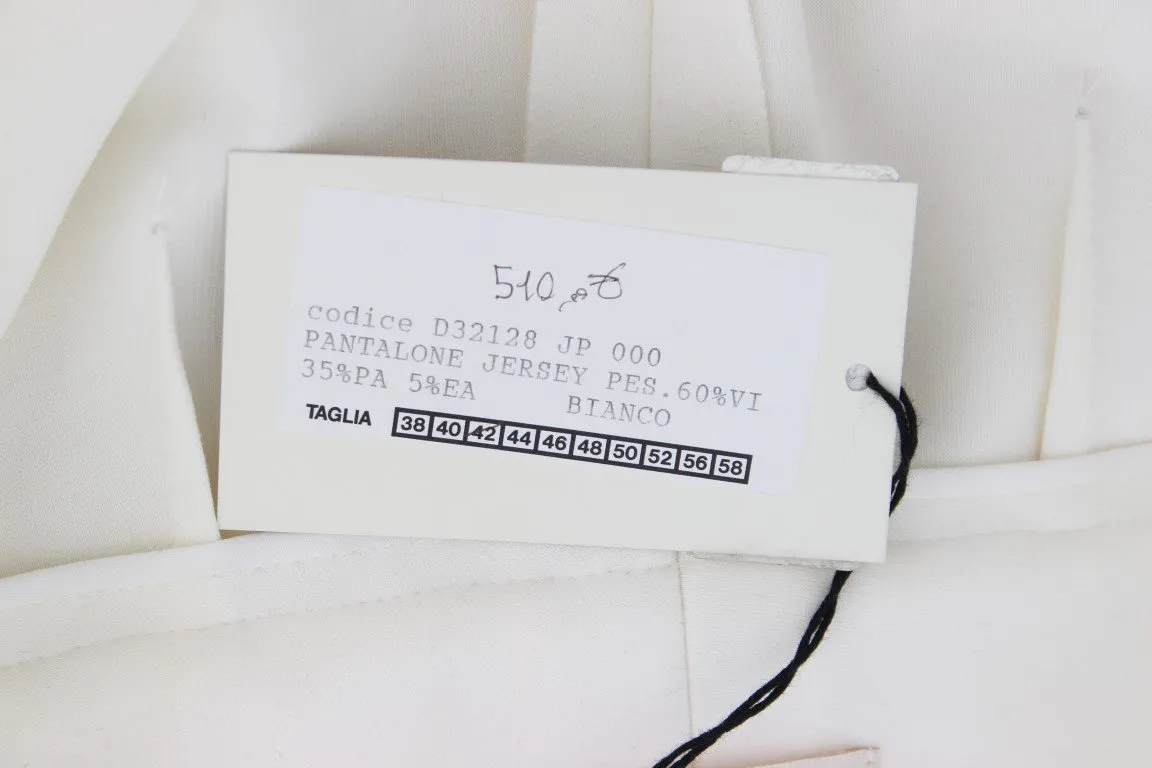 510,00 €
codice D32128 JP 000
PANTALONE JERSEY PES.60%VI
35%PA 5%EA BIANCO
TAGLIA 38 40 42 44 46 48 50 52 56 58